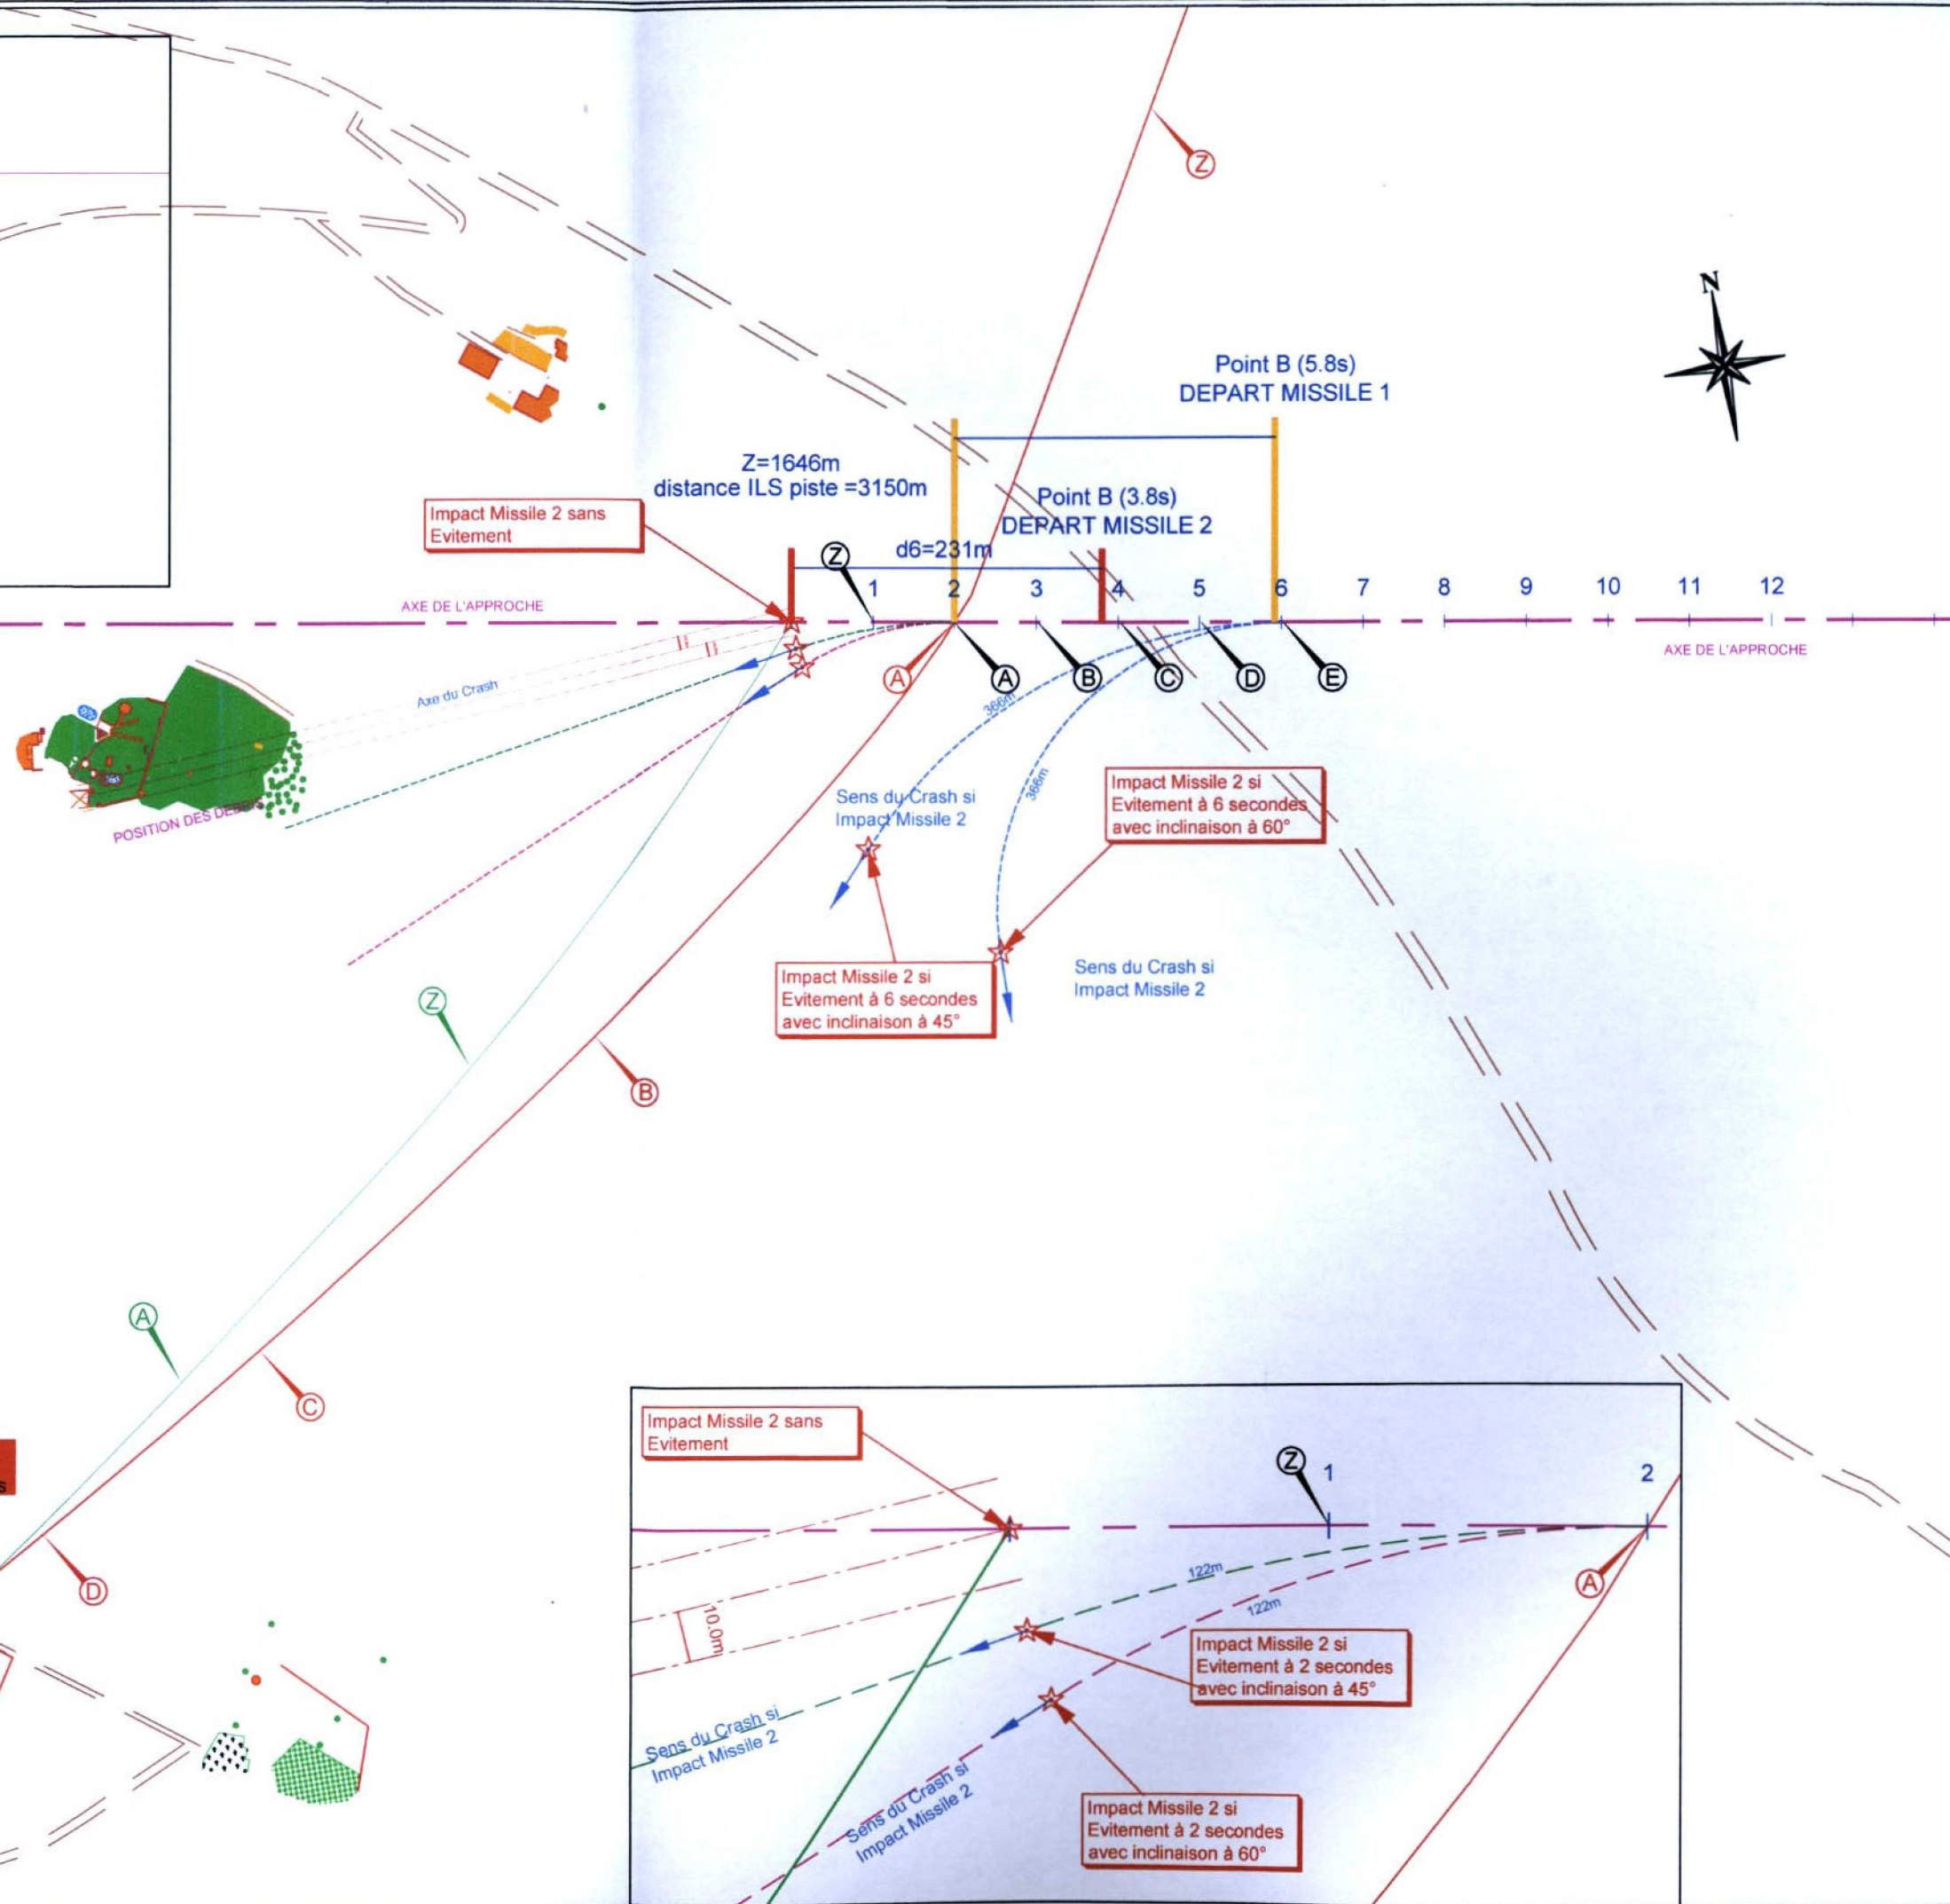 Z
N
Point B (5.8s)
DEPART MISSILE 1
Z=1646m
distance ILS piste =3150m
Point B (3.8s)
DEPART MISSILE 2
Impact Missile 2 sans
Evitement
d6=231m
Z
1 2 3 4 5 6 7 8 9 10 11 12
AXE DE L'APPROCHE
AXE DE L'APPROCHE
A A B C D E
Axe du Crash
366m
366m
POSITION DES DEBRIS
Sens du Crash si
Impact Missile 2
Impact Missile 2 si
Evitement à 6 secondes
avec inclinaison à 60°
Impact Missile 2 si
Evitement à 6 secondes
avec inclinaison à 45°
Sens du Crash si
Impact Missile 2
Z
B
A
C
D
s
Impact Missile 2 sans
Evitement
Z
1
2
122m
122m
A
10.0m
Impact Missile 2 si
Evitement à 2 secondes
avec inclinaison à 45°
Sens du Crash si
Impact Missile 2
Sens du Crash si
Impact Missile 2
Impact Missile 2 si
Evitement à 2 secondes
avec inclinaison à 60°